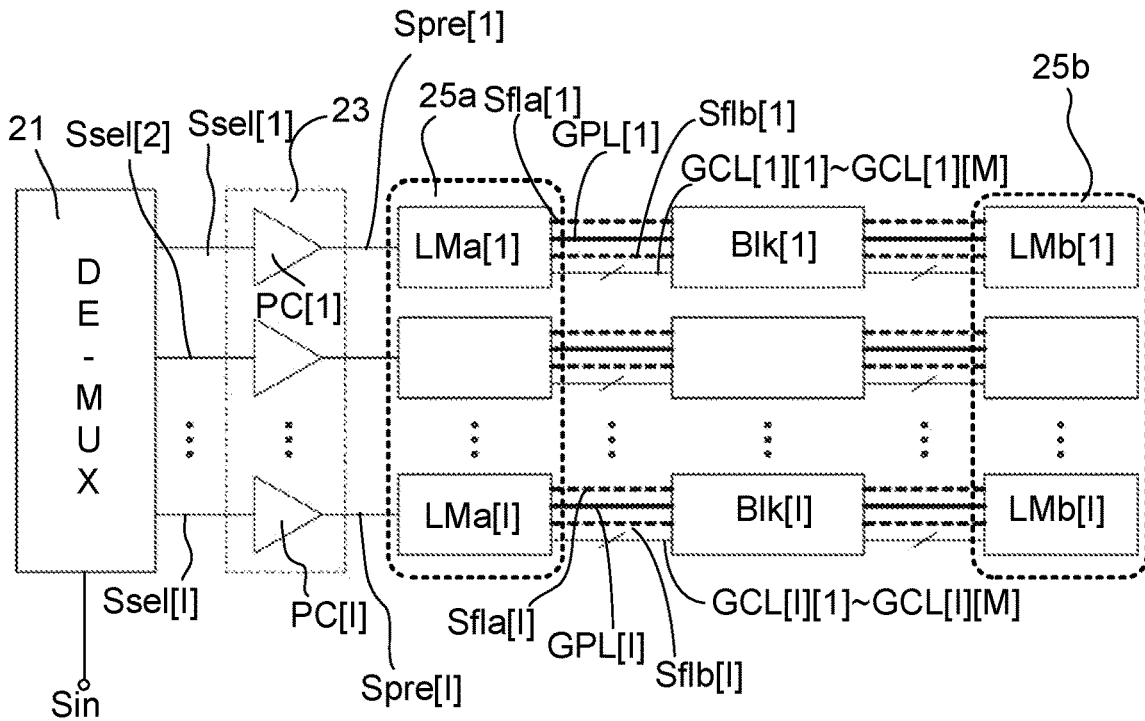 Spre[1]
25b
25a
Sfla[1]
21
Ssel[2]
Ssel[1]
23
GPL[1]
Sflb[1]
GCL[1][1]~GCL[1][M]
DE-MUX
PC[1]
LMa[1]
Blk[1]
LMb[1]
LMa[I]
Blk[I]
LMb[I]
Ssel[I]
PC[I]
Sfla[I]
GCL[I][1]~GCL[I][M]
GPL[I]
Sflb[I]
Spre[I]
Sin